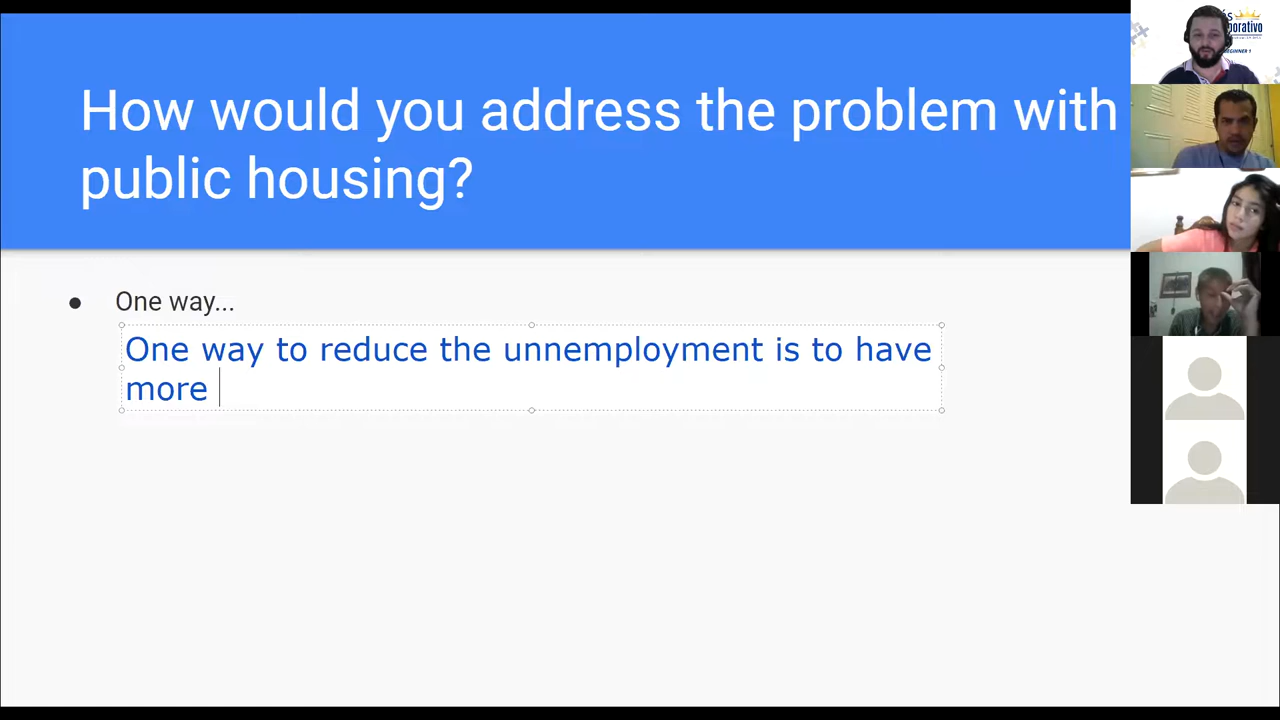 How would you address the problem with
public housing?
One way...
One way to reduce the unnemployment is to have
more